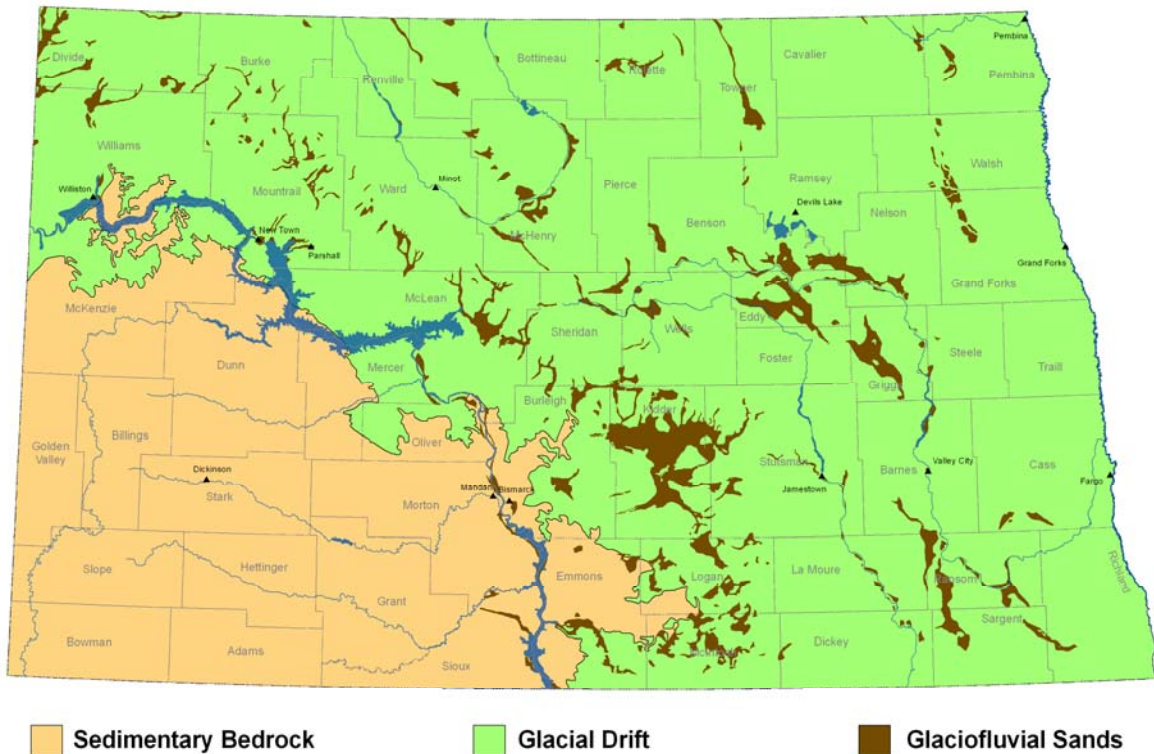 Pembina
Divide
Burke
Renville
Bottineau
Rolette
Towner
Cavalier
Pembina
Williams
Williston
Mountrail
Ward
Minot
Pierce
Ramsey
Walsh
Devils Lake
Benson
Nelson
New Town
Parshall
McHenry
Grand Forks
Grand Forks
McKenzie
McLean
Sheridan
Wells
Eddy
Foster
Steele
Traill
Dunn
Mercer
Griggs
Burleigh
Kidder
Golden
Valley
Billings
Oliver
Dickinson
Stark
Mandan
Bismarck
Morton
Stutsman
Jamestown
Barnes
Valley City
Cass
Fargo
Slope
Hettinger
Grant
Emmons
Logan
La Moure
Ransom
Richland
Sargent
Bowman
Adams
Sioux
McIntosh
Dickey
Sedimentary Bedrock
Glacial Drift
Glaciofluvial Sands